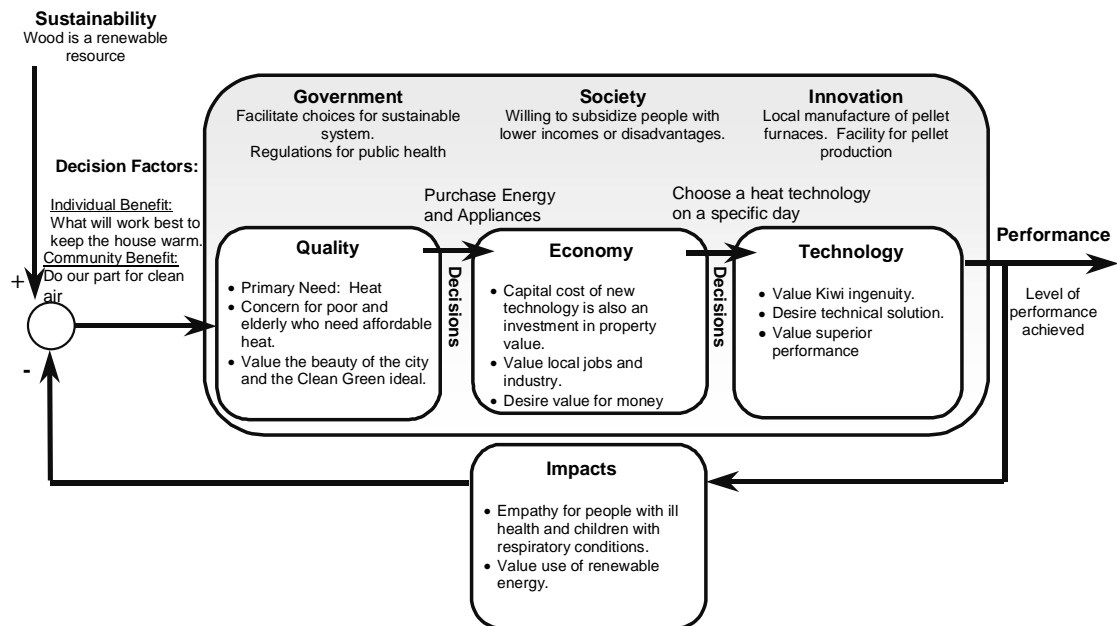 Sustainability
Wood is a renewable
resource
Government
Facilitate choices for sustainable
system.
Regulations for public health
Society
Willing to subsidize people with
lower incomes or disadvantages.
Innovation
Local manufacture of pellet
furnaces. Facility for pellet
production
Decision Factors:
Individual Benefit:
What will work best to
keep the house warm.
Community Benefit:
Do our part for clean
air
+
-
Purchase Energy
and Appliances
Choose a heat technology
on a specific day
Quality
• Primary Need: Heat
• Concern for poor and
elderly who need affordable
heat.
• Value the beauty of the city
and the Clean Green ideal.
Decisions
Economy
• Capital cost of new
technology is also an
investment in property
value.
• Value local jobs and
industry.
• Desire value for money
Decisions
Technology
• Value Kiwi ingenuity.
• Desire technical solution.
• Value superior
performance
Performance
Level of
performance
achieved
Impacts
• Empathy for people with ill
health and children with
respiratory conditions.
• Value use of renewable
energy.